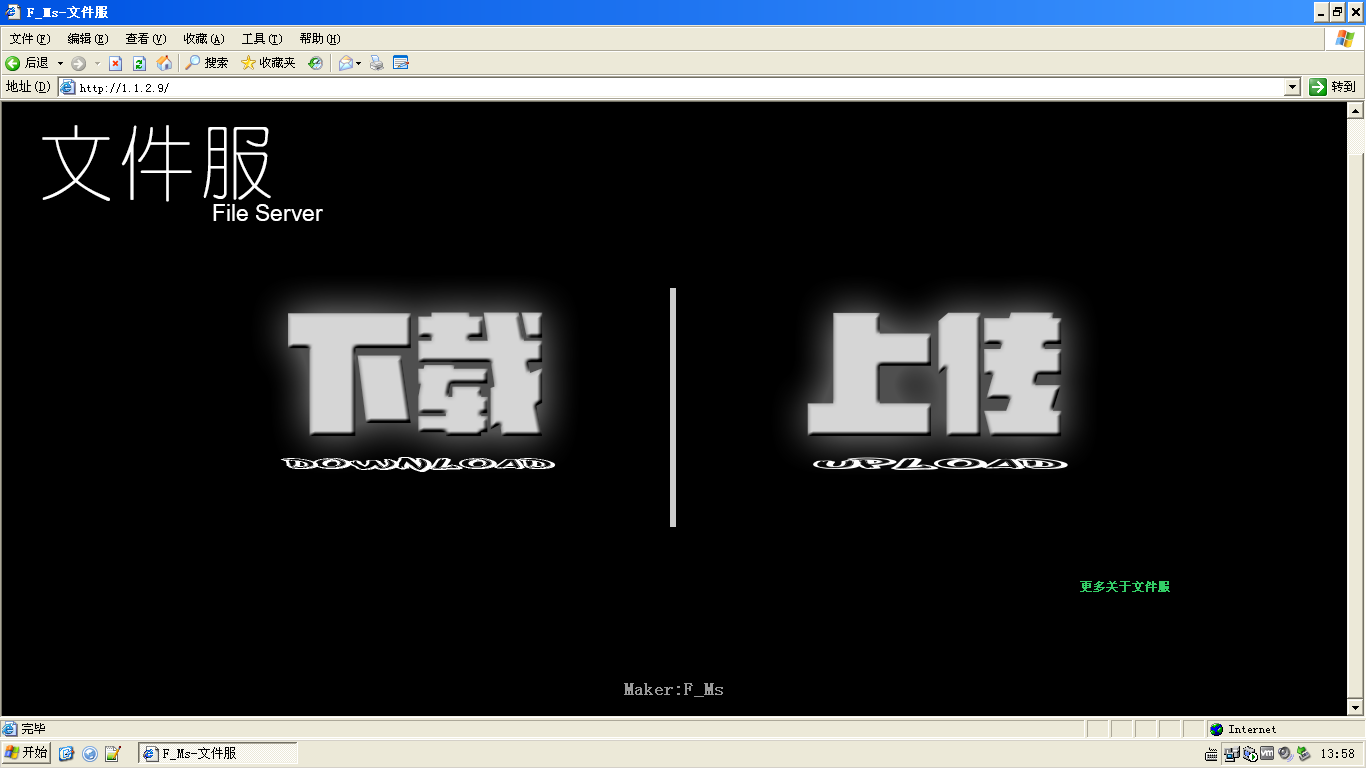 F_Ms-文件服
文件(F) 编辑(E) 查看(V) 收藏(A) 工具(T) 帮助(H)
后退 搜索 收藏夹
地址(D) http://1.1.2.9/ 转到
文件服
File Server
下载 上传
DOWNLOAD UPLOAD
更多关于文件服
Maker:F_Ms
完毕 Internet
开始 F_Ms-文件服 13:58